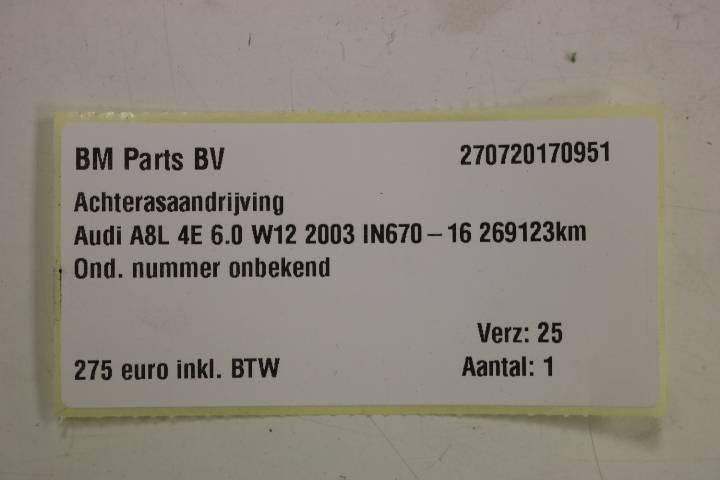 BM Parts BV 270720170951
Achterasaandrijving
Audi A8L 4E 6.0 W12 2003 IN670-16 269123km
Ond. nummer onbekend
Verz: 25
275 euro inkl. BTW Aantal: 1